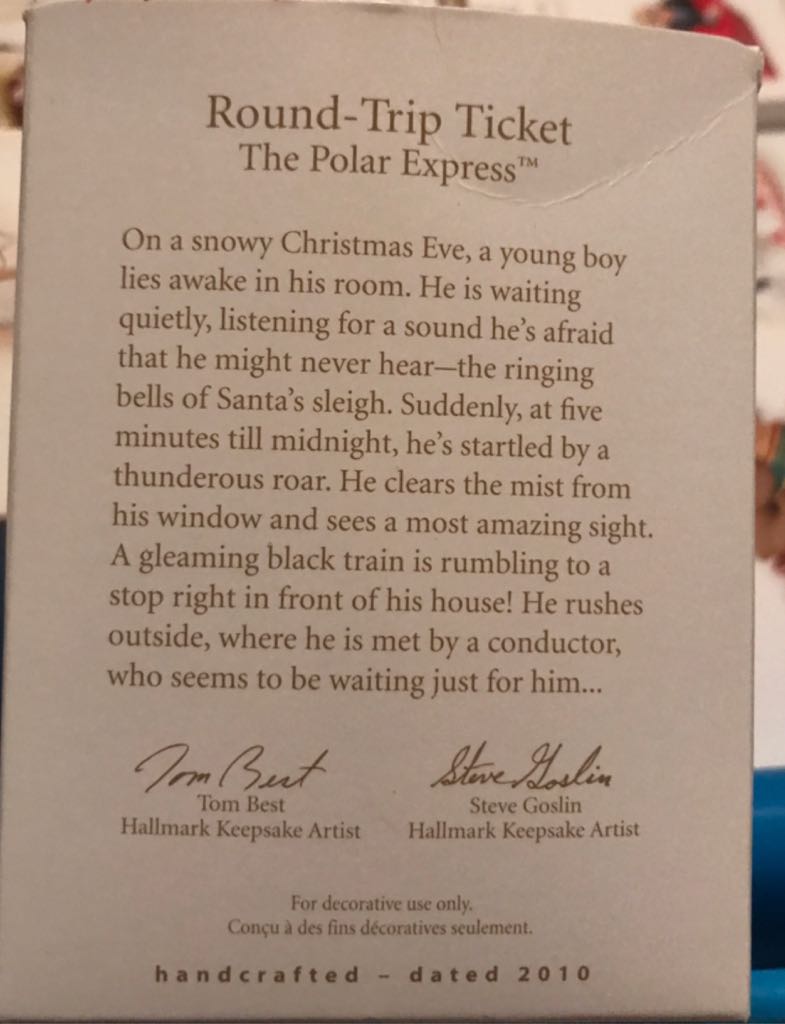 Round-Trip Ticket
The Polar Express™
On a snowy Christmas Eve, a young boy
lies awake in his room. He is waiting
quietly, listening for a sound he's afraid
that he might never hear—the ringing
bells of Santa's sleigh. Suddenly, at five
minutes till midnight, he's startled by a
thunderous roar. He clears the mist from
his window and sees a most amazing sight.
A gleaming black train is rumbling to a
stop right in front of his house! He rushes
outside, where he is met by a conductor,
who seems to be waiting just for him...
Tom Best Steve Goslin
Tom Best Steve Goslin
Hallmark Keepsake Artist Hallmark Keepsake Artist
For decorative use only.
Conçu à des fins décoratives seulement.
handcrafted – dated 2010